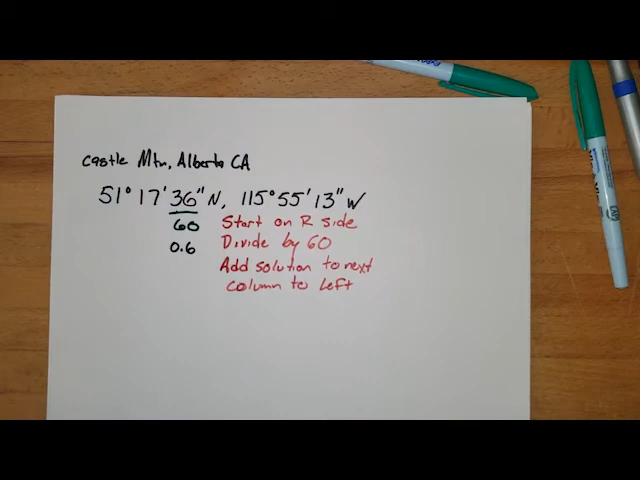 Castle Mtn, Alberta CA
51° 17' 36" N, 115° 55' 13" W
60
Start on R side
0.6
Divide by 60
Add solution to next
column to left